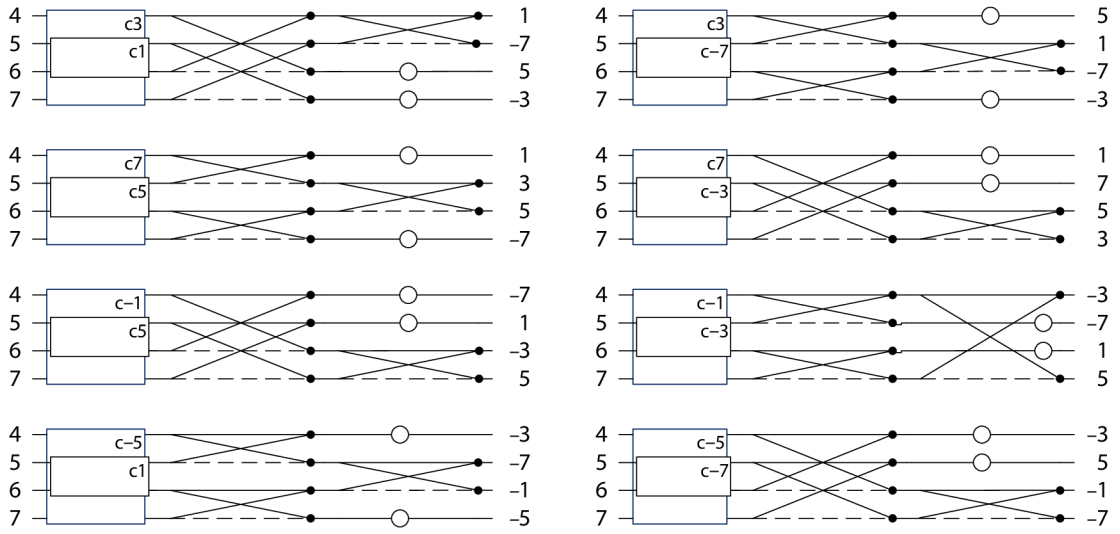 4 c3 1
5 c1 –7
6 5
7 –3
4 c3 5
5 c–7 1
6 –7
7 –3
4 c7 1
5 c5 3
6 5
7 –7
4 c7 1
5 c–3 7
6 5
7 3
4 c–1 –7
5 c5 1
6 –3
7 5
4 c–1 –3
5 c–3 –7
6 1
7 5
4 c–5 –3
5 c1 –7
6 –1
7 –5
4 c–5 –3
5 c–7 5
6 –1
7 –7